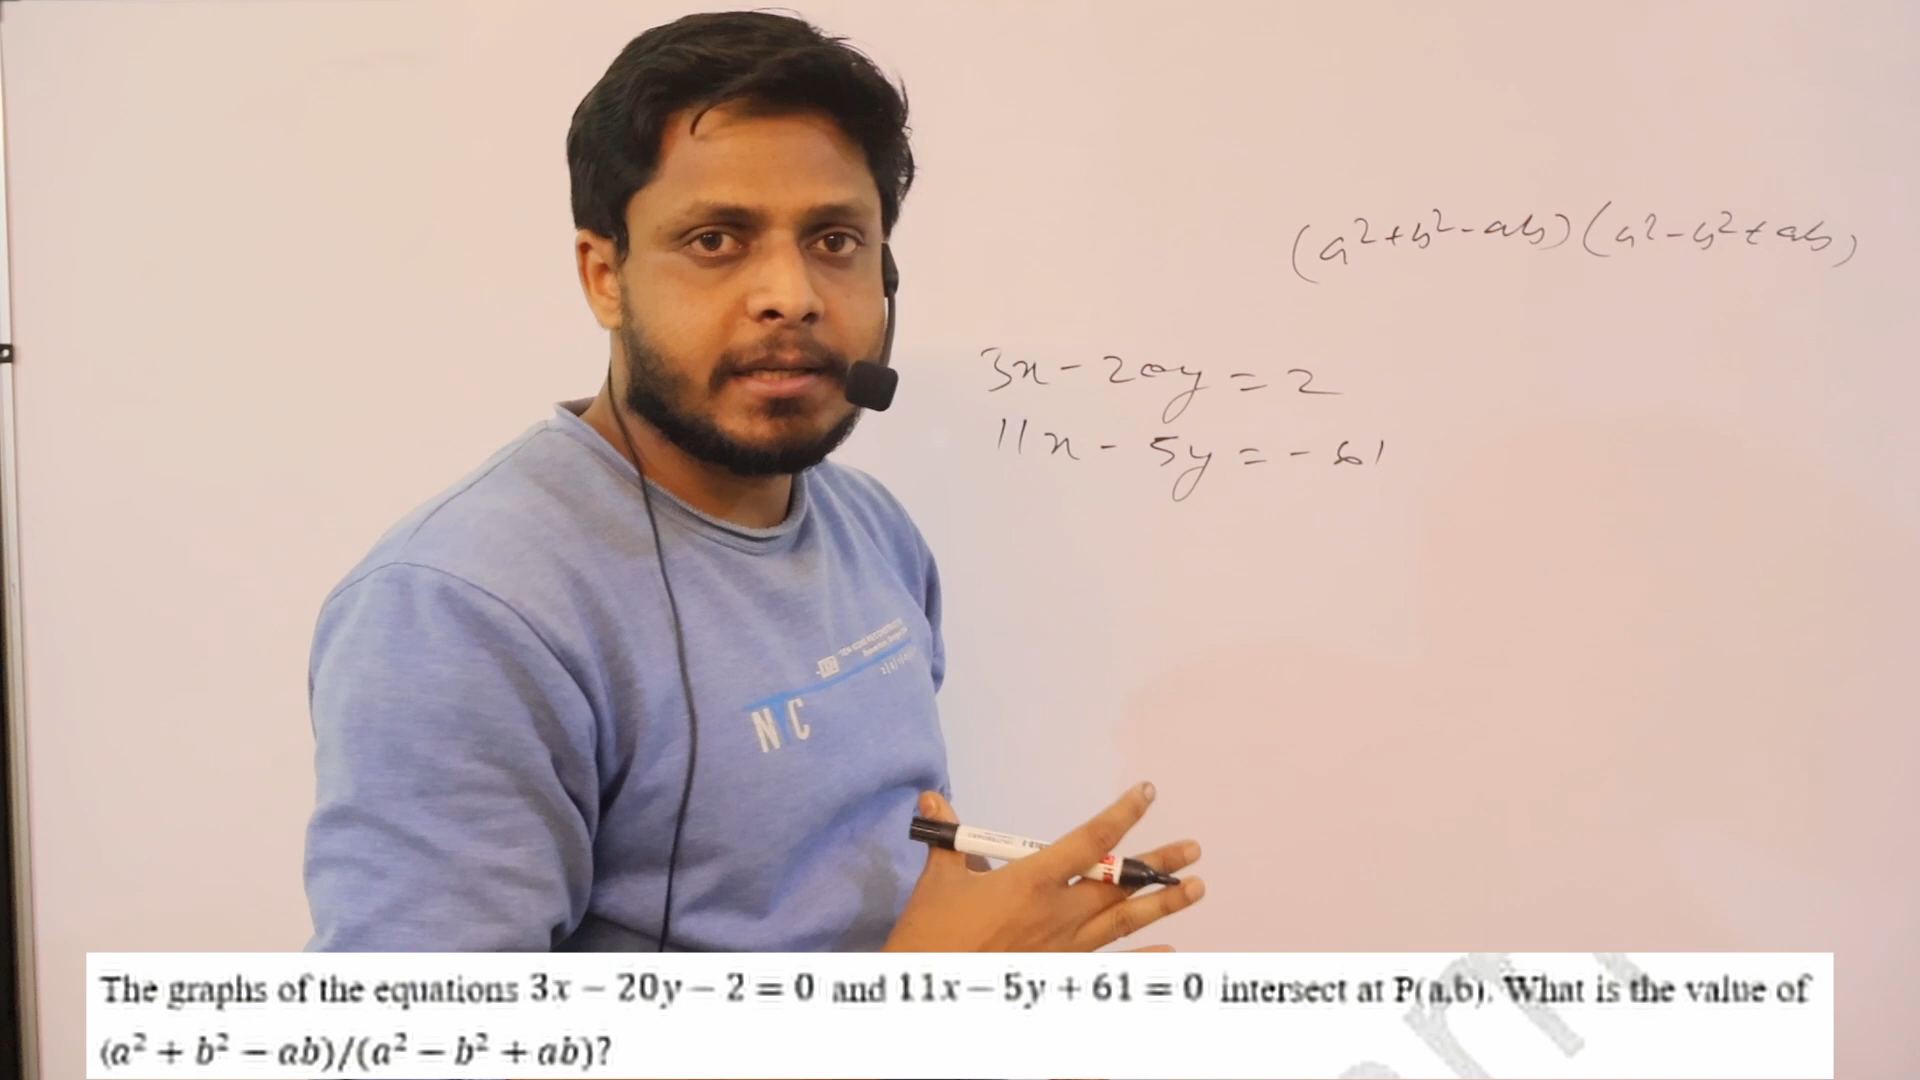 (a²+b²-ab)(a²-b²+ab)
3x - 20y = 2
11x - 5y = - 61
NTC
The graphs of the equations 3x − 20y − 2 = 0 and 11x − 5y + 61 = 0 intersect at P(a,b). What is the value of
(a² + b² − ab)/(a² − b² + ab)?